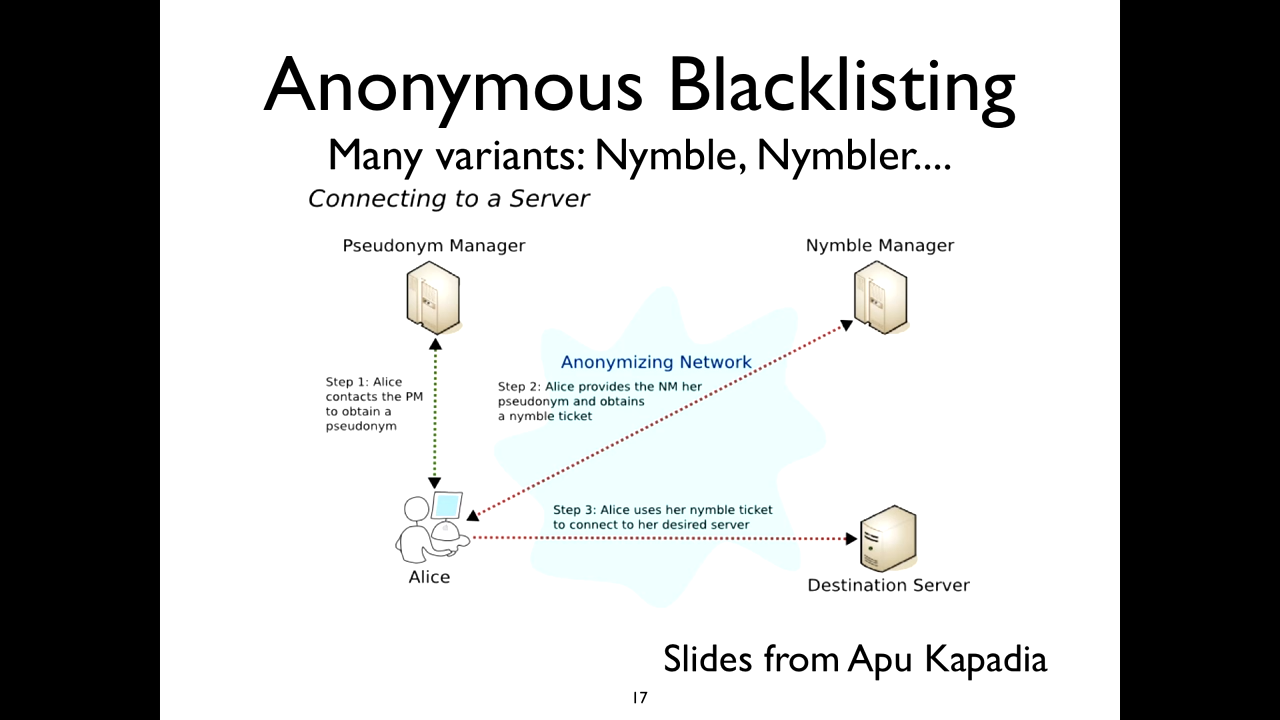 Anonymous Blacklisting
Many variants: Nymble, Nymbler....
Connecting to a Server
Pseudonym Manager
Nymble Manager
Anonymizing Network
Step 1: Alice
contacts the PM
to obtain a
pseudonym
Step 2: Alice provides the NM her
pseudonym and obtains
a nymble ticket
Step 3: Alice uses her nymble ticket
to connect to her desired server
Alice
Destination Server
Slides from Apu Kapadia
17